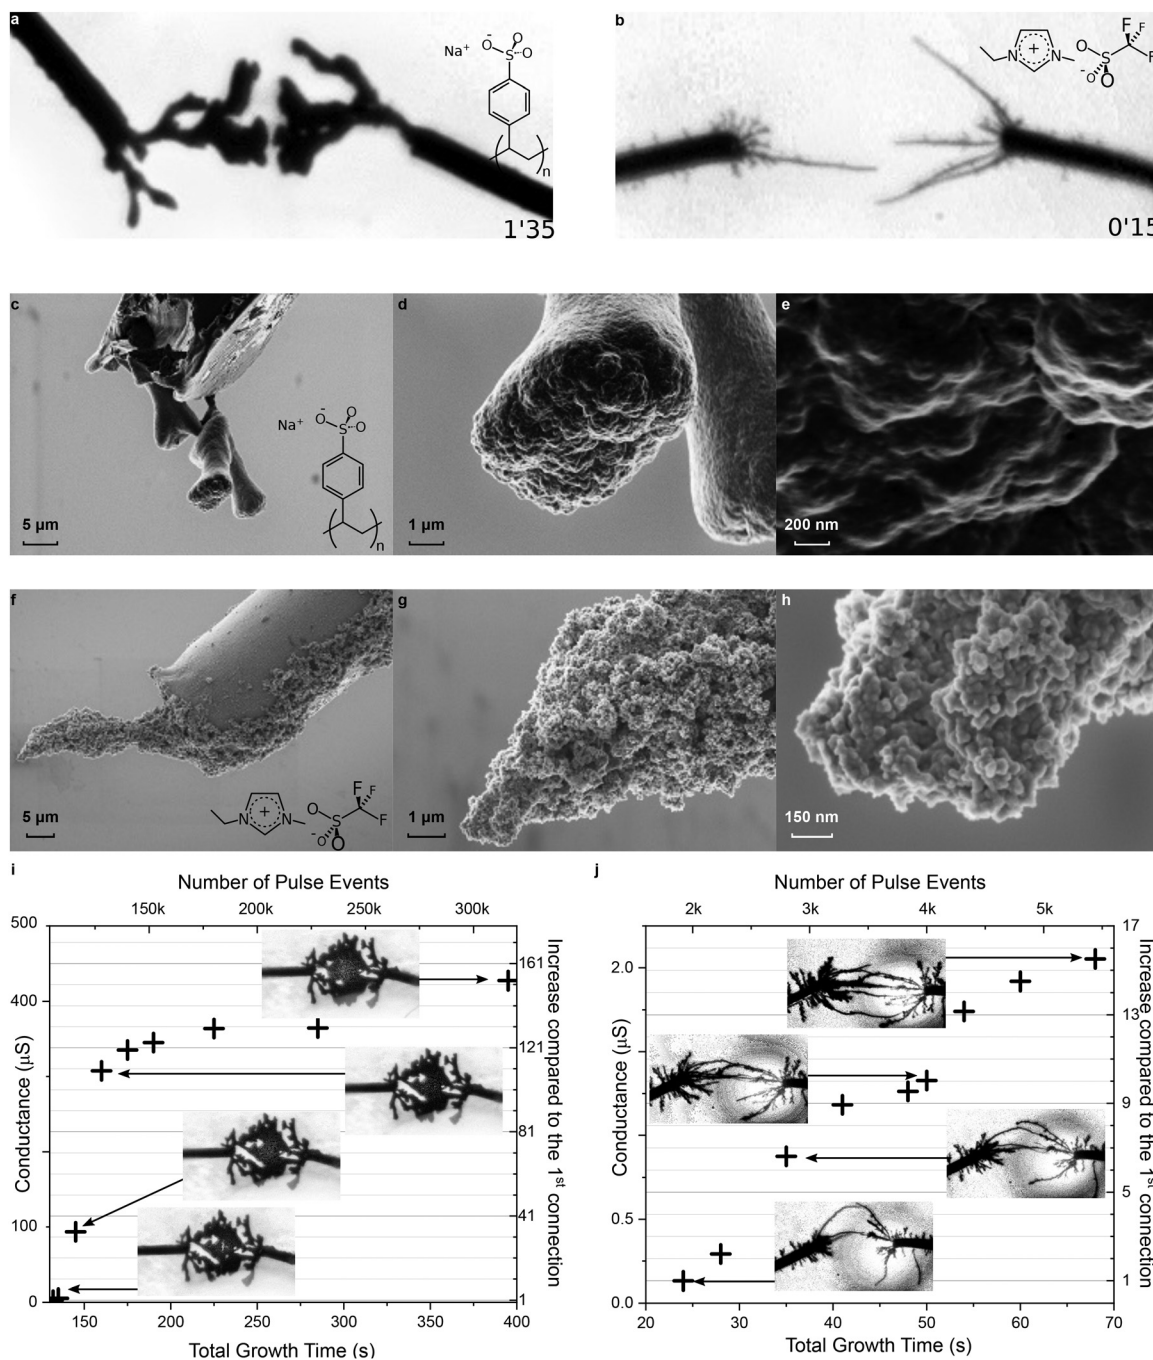 a
Na⁺
O⁻
S
O
O
n
1'35
b
N
+
N
O
S
⁻O
O
F
F
F
0'15
c
Na⁺
O⁻
S
O
O
n
5 µm
d
1 µm
e
200 nm
f
5 µm
N
+
N
O
S
⁻O
O
F
F
F
g
1 µm
h
150 nm
i
Number of Pulse Events
150k 200k 250k 300k
500
400
100
0
Conductance (µS)
161
121
81
41
1
Increase compared to the 1st connection
150 200 250 300 350 400
Total Growth Time (s)
j
Number of Pulse Events
2k 3k 4k 5k
2.0
0.5
0.0
Conductance (µS)
17
13
9
5
1
Increase compared to the 1st connection
20 30 40 50 60 70
Total Growth Time (s)